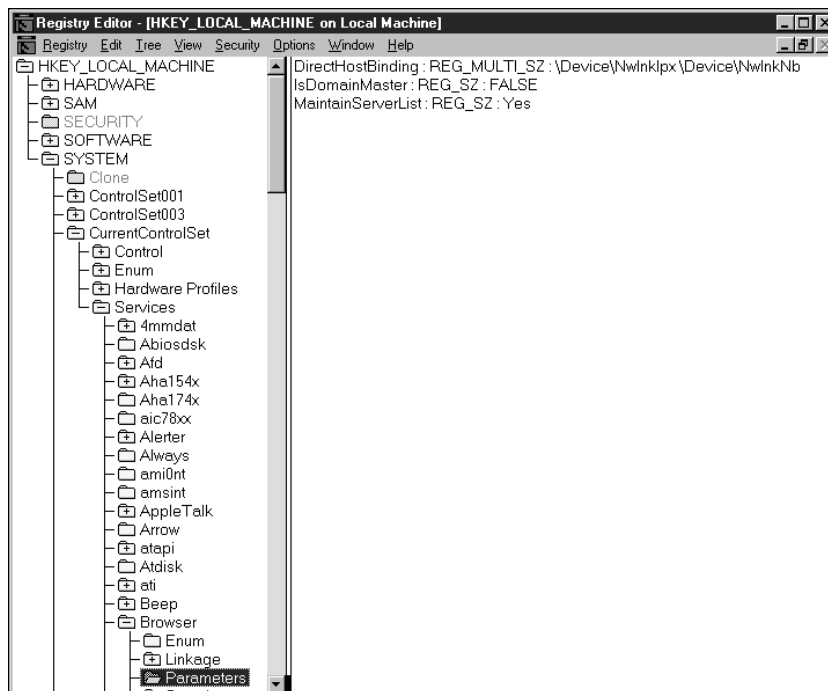 Registry Editor - [HKEY_LOCAL_MACHINE on Local Machine]
Registry Edit Tree View Security Options Window Help
HKEY_LOCAL_MACHINE
HARDWARE
SAM
SECURITY
SOFTWARE
SYSTEM
Clone
ControlSet001
ControlSet003
CurrentControlSet
Control
Enum
Hardware Profiles
Services
4mmdat
Abiosdsk
Afd
Aha154x
Aha174x
aic78xx
Alerter
Always
ami0nt
amsint
AppleTalk
Arrow
atapi
Atdisk
ati
Beep
Browser
Enum
Linkage
Parameters
DirectHostBinding : REG_MULTI_SZ : \Device\NwlnkIpx \Device\NwlnkNb
IsDomainMaster : REG_SZ : FALSE
MaintainServerList : REG_SZ : Yes